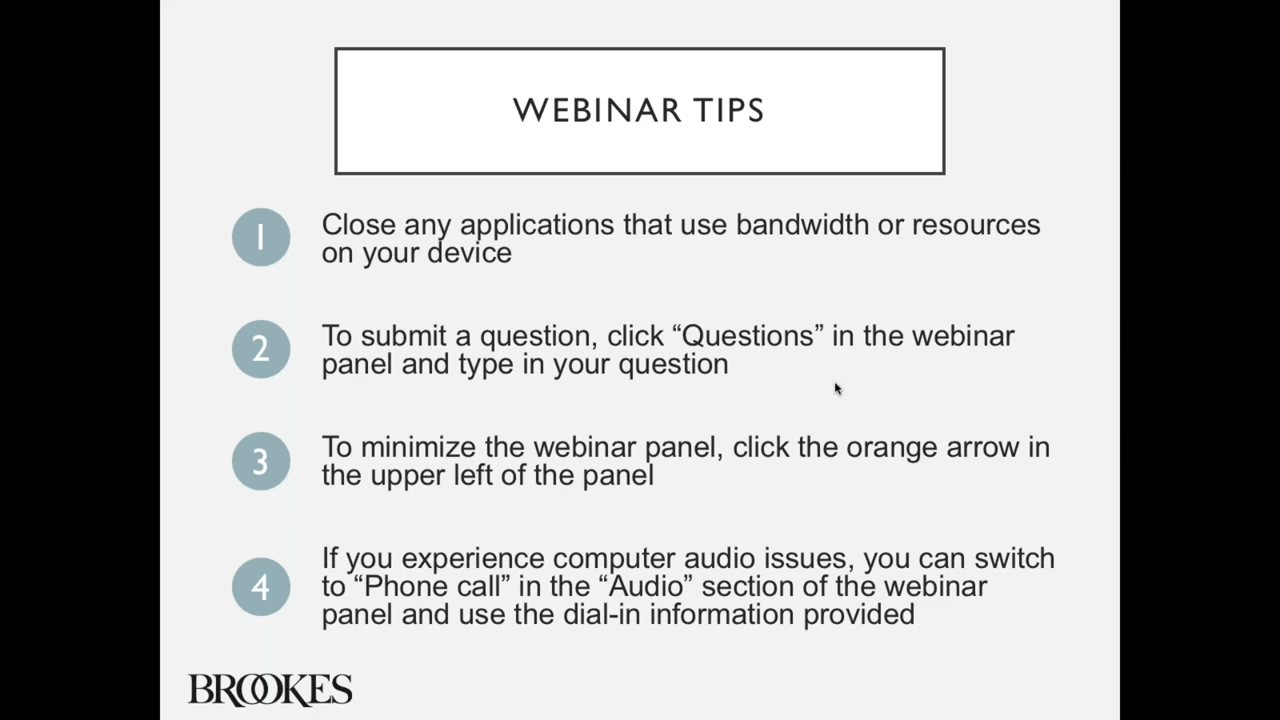 WEBINAR TIPS
1
Close any applications that use bandwidth or resources
on your device
2
To submit a question, click “Questions” in the webinar
panel and type in your question
3
To minimize the webinar panel, click the orange arrow in
the upper left of the panel
4
If you experience computer audio issues, you can switch
to “Phone call” in the “Audio” section of the webinar
panel and use the dial-in information provided
BROOKES